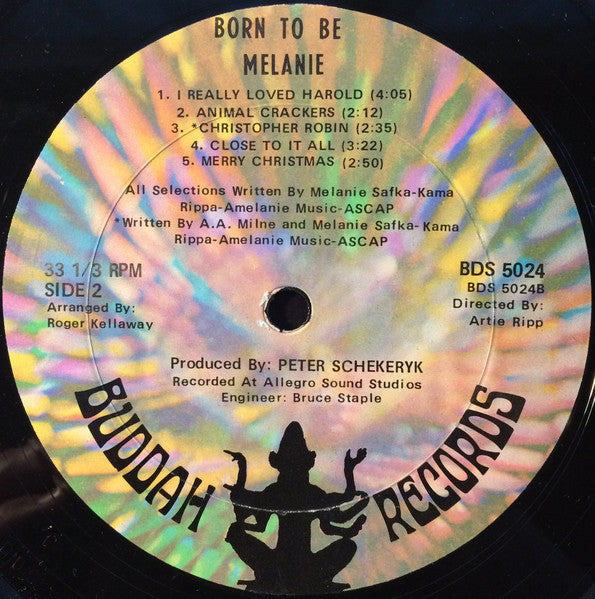 BORN TO BE
MELANIE
1. I REALLY LOVED HAROLD (4:05)
2. ANIMAL CRACKERS (2:12)
3. *CHRISTOPHER ROBIN (2:35)
4. CLOSE TO IT ALL (3:22)
5. MERRY CHRISTMAS (2:50)
All Selections Written By Melanie Safka-Kama
Rippa-Amelanie Music-ASCAP
*Written By A.A. Milne and Melanie Safka-Kama
Rippa-Amelanie Music-ASCAP
33 1/3 RPM
SIDE 2
Arranged By:
Roger Kellaway
BDS 5024
BDS 5024B
Directed By:
Artie Ripp
Produced By: PETER SCHEKERYK
Recorded At Allegro Sound Studios
Engineer: Bruce Staple
BUDDAH RECORDS